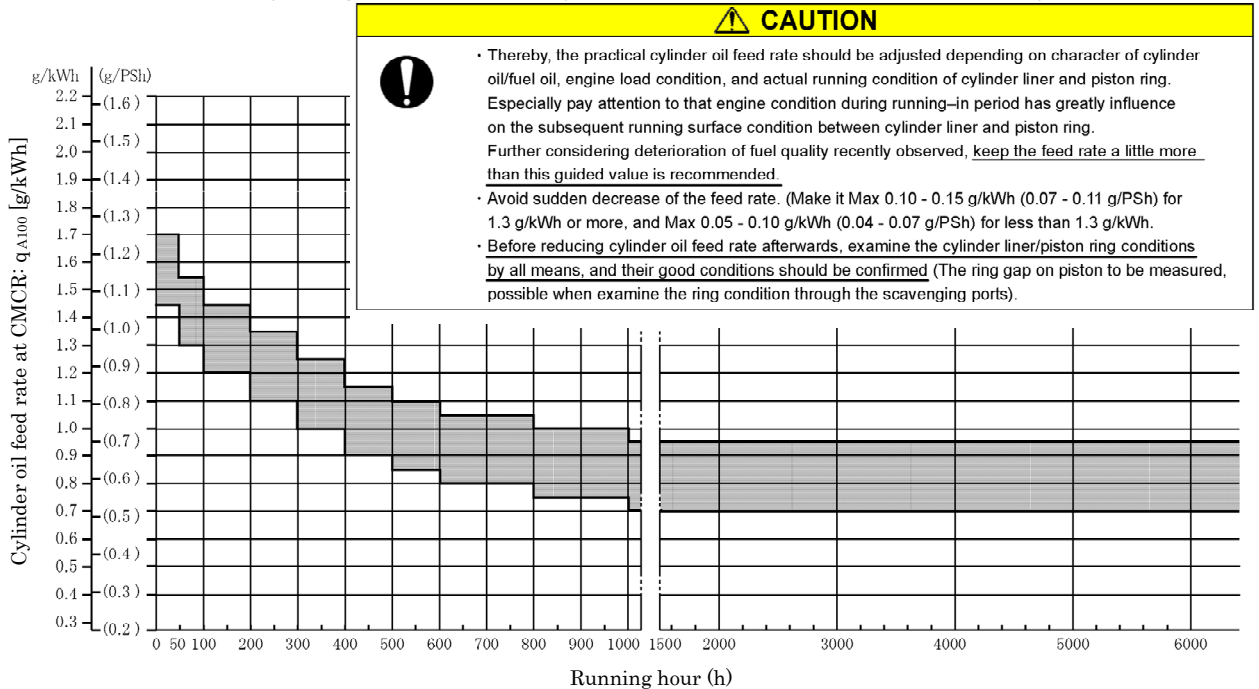 ⚠ CAUTION
・Thereby, the practical cylinder oil feed rate should be adjusted depending on character of cylinder
oil/fuel oil, engine load condition, and actual running condition of cylinder liner and piston ring.
Especially pay attention to that engine condition during running–in period has greatly influence
on the subsequent running surface condition between cylinder liner and piston ring.
Further considering deterioration of fuel quality recently observed, keep the feed rate a little more
than this guided value is recommended.
・Avoid sudden decrease of the feed rate. (Make it Max 0.10 - 0.15 g/kWh (0.07 - 0.11 g/PSh) for
1.3 g/kWh or more, and Max 0.05 - 0.10 g/kWh (0.04 - 0.07 g/PSh) for less than 1.3 g/kWh.
・Before reducing cylinder oil feed rate afterwards, examine the cylinder liner/piston ring conditions
by all means, and their good conditions should be confirmed (The ring gap on piston to be measured,
possible when examine the ring condition through the scavenging ports).
Cylinder oil feed rate at CMCR: qA100 [g/kWh]
g/kWh (g/PSh)
2.2
(1.6)
2.1
(1.5)
2.0
1.9
(1.4)
1.8
(1.3)
1.7
(1.2)
1.6
1.5
(1.1)
1.4
(1.0)
1.3
(0.9)
1.2
1.1
(0.8)
1.0
(0.7)
0.9
0.8
(0.6)
0.7
(0.5)
0.6
(0.4)
0.5
0.4
(0.3)
0.3
(0.2)
0 50 100 200 300 400 500 600 700 800 900 1000 1500 2000 3000 4000 5000 6000
Running hour (h)